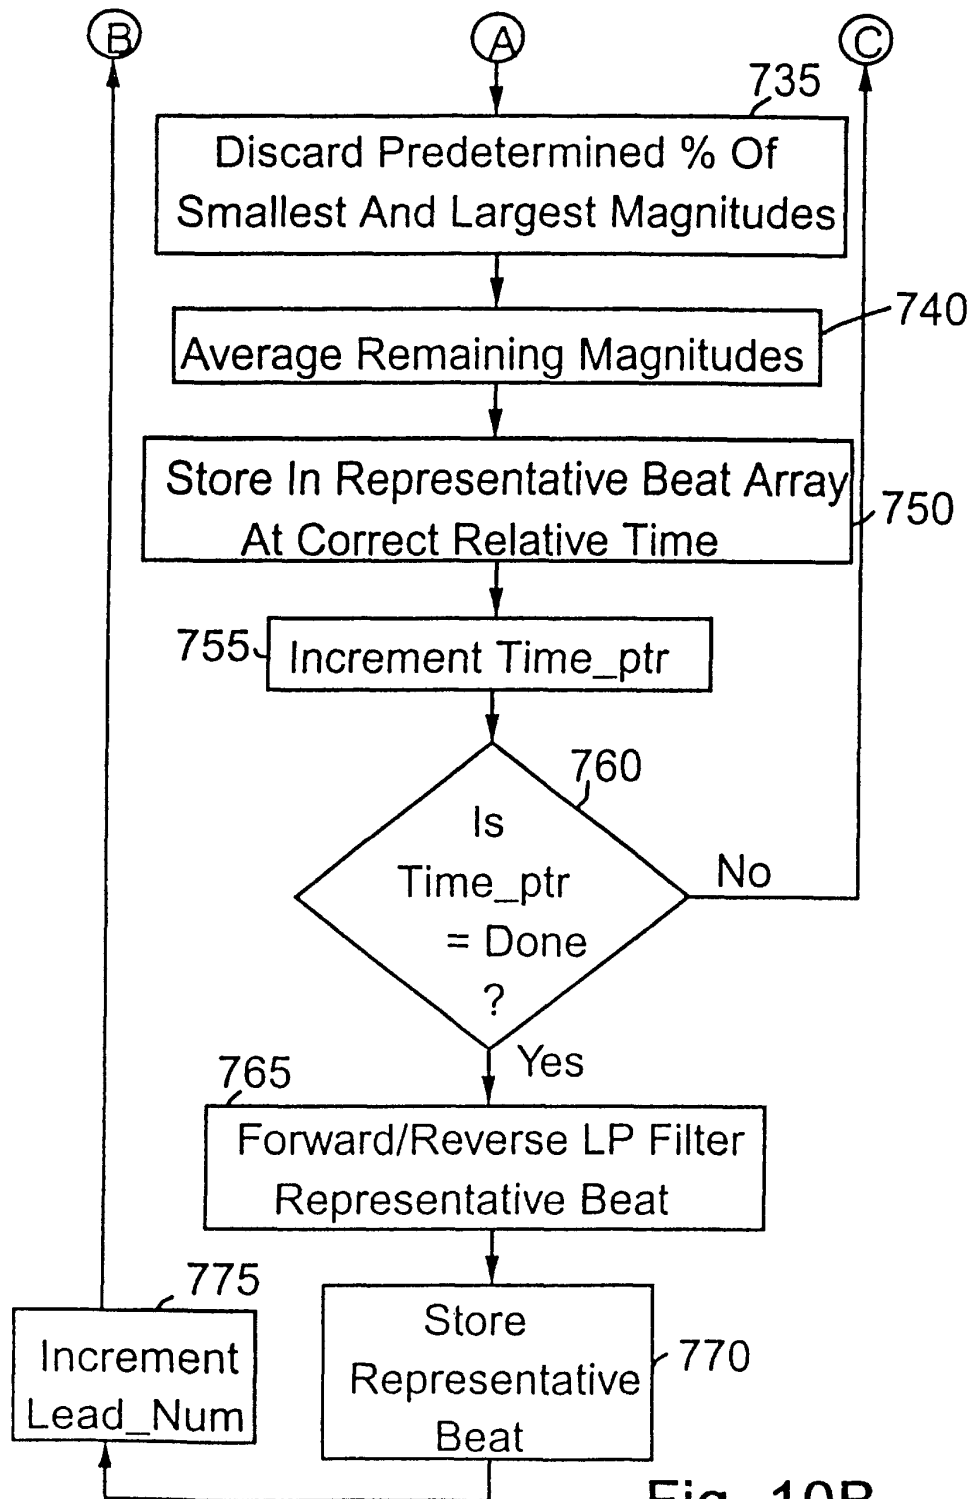 B
A
C
735
Discard Predetermined % Of
Smallest And Largest Magnitudes
740
Average Remaining Magnitudes
Store In Representative Beat Array
At Correct Relative Time
750
755
Increment Time_ptr
760
Is
Time_ptr
= Done
?
No
Yes
765
Forward/Reverse LP Filter
Representative Beat
775
Increment
Lead_Num
Store
Representative
Beat
770
Fig. 10B